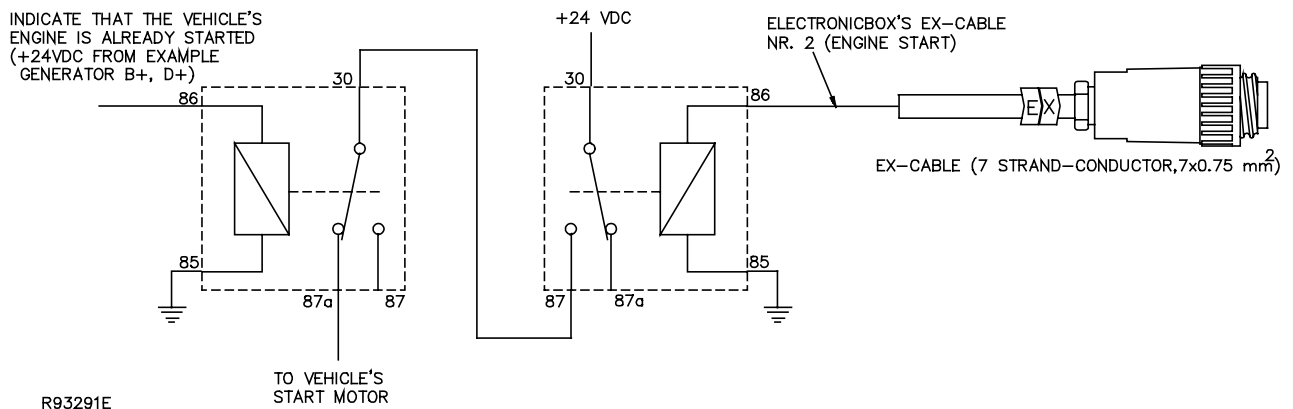 INDICATE THAT THE VEHICLE'S
ENGINE IS ALREADY STARTED
(+24VDC FROM EXAMPLE
GENERATOR B+, D+)
+24 VDC
ELECTRONICBOX'S EX-CABLE
NR. 2 (ENGINE START)
30
30
86
86
EX
EX-CABLE (7 STRAND-CONDUCTOR,7x0.75 mm²)
85
85
87a
87
87
87a
TO VEHICLE'S
START MOTOR
R93291E